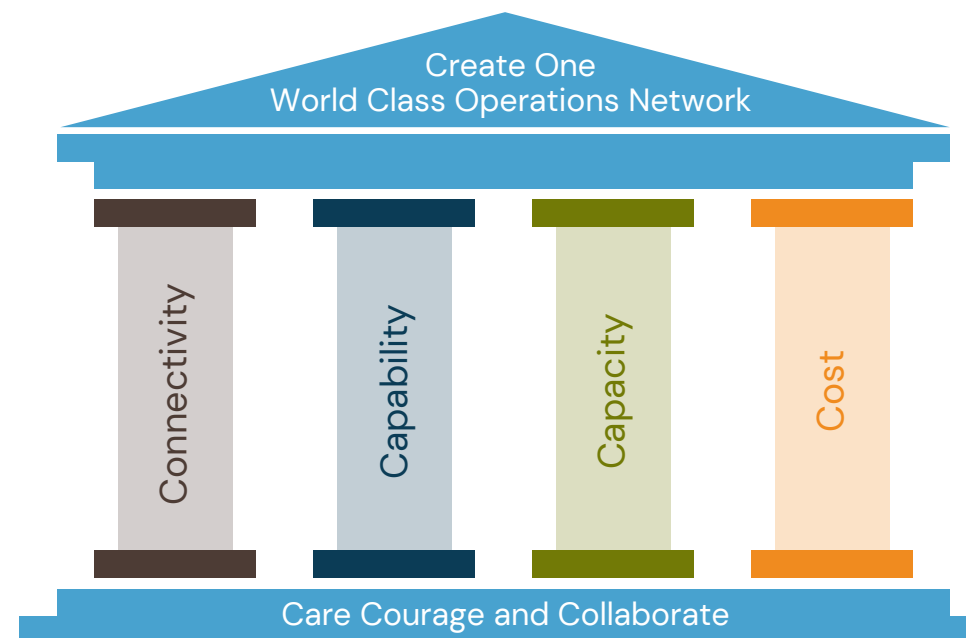 Create One
World Class Operations Network
Connectivity
Capability
Capacity
Cost
Care Courage and Collaborate